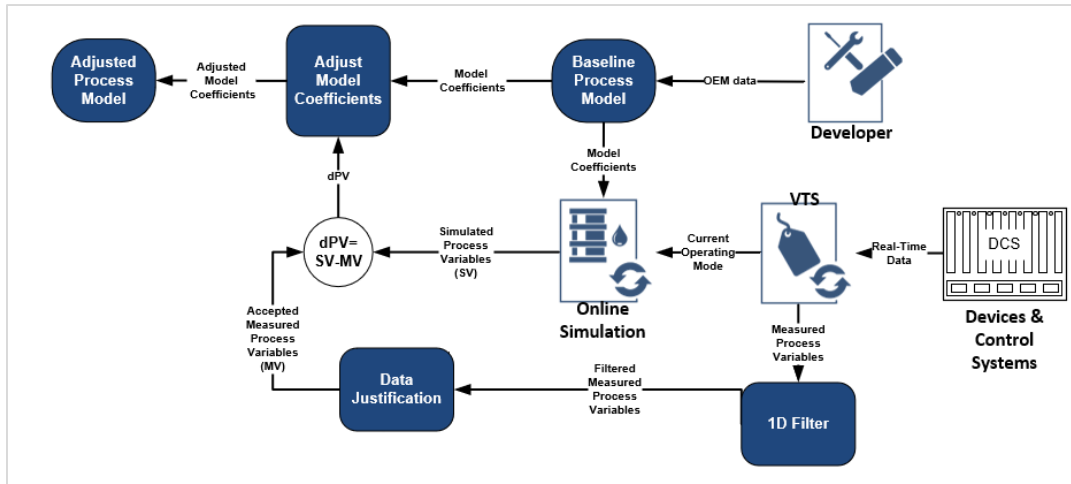 Adjusted
Process
Model
Adjusted
Model
Coefficients
Adjust
Model
Coefficients
Model
Coefficients
Baseline
Process
Model
OEM data
Developer
dPV
Model
Coefficients
dPV=
SV-MV
Simulated
Process
Variables
(SV)
Online
Simulation
Current
Operating
Mode
VTS
Real-Time
Data
DCS
Devices &
Control
Systems
Accepted
Measured
Process
Variables
(MV)
Data
Justification
Filtered
Measured
Process
Variables
Measured
Process
Variables
1D Filter